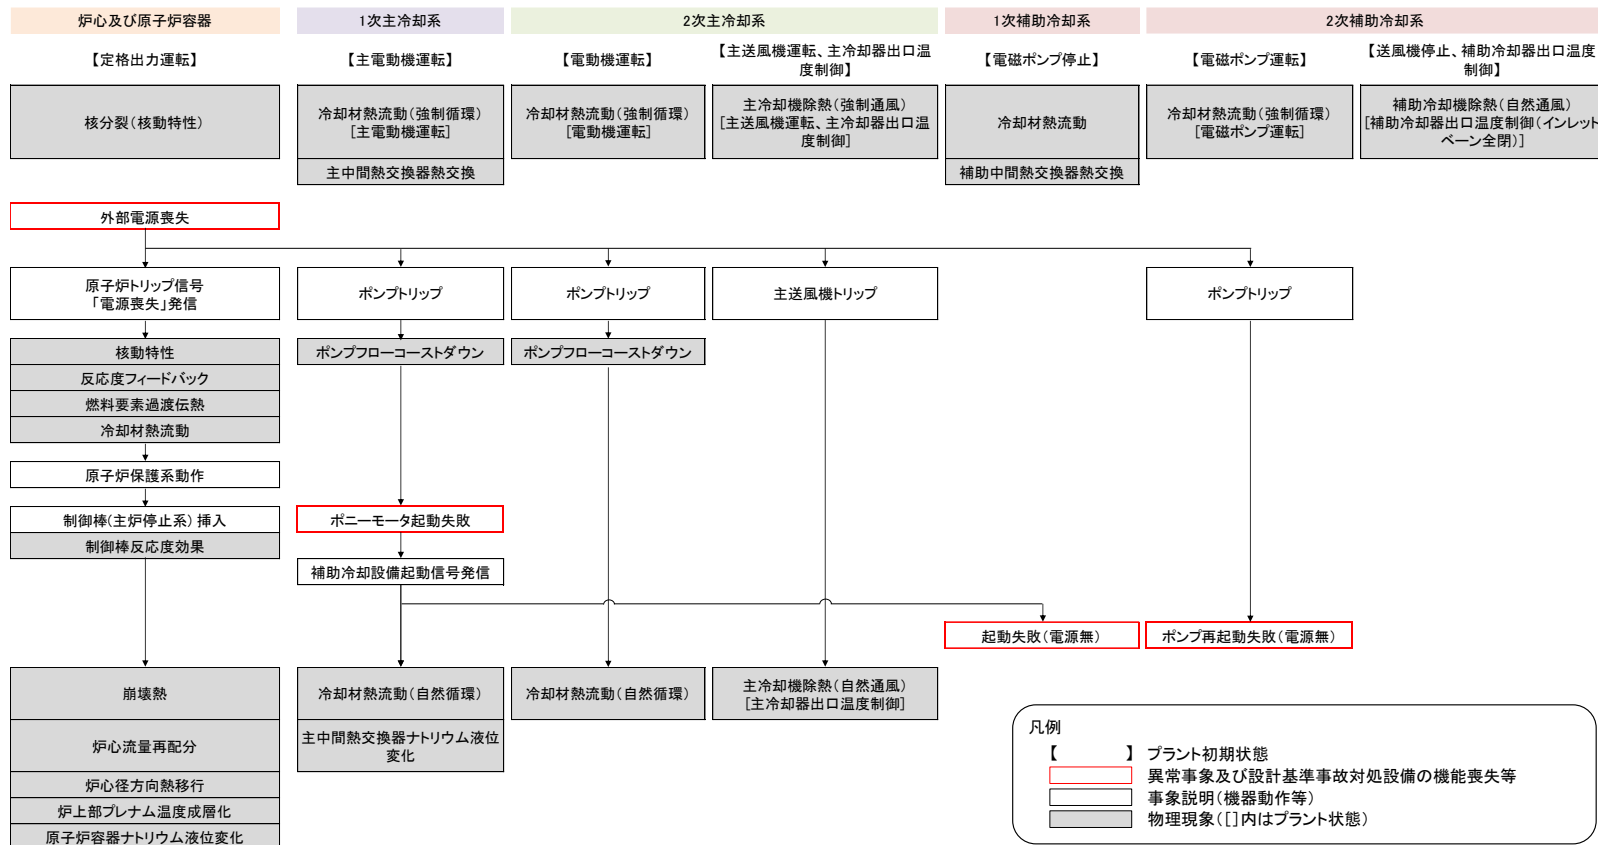 炉心及び原子炉容器
1次主冷却系
2次主冷却系
1次補助冷却系
2次補助冷却系
【定格出力運転】
【主電動機運転】
【電動機運転】
【主送風機運転、主冷却器出口温
度制御】
【電磁ポンプ停止】
【電磁ポンプ運転】
【送風機停止、補助冷却器出口温度
制御】
核分裂(核動特性)
冷却材熱流動(強制循環)
[主電動機運転]
冷却材熱流動(強制循環)
[電動機運転]
主冷却機除熱(強制通風)
[主送風機運転、主冷却器出口温
度制御]
冷却材熱流動
冷却材熱流動(強制循環)
[電磁ポンプ運転]
補助冷却機除熱(自然通風)
[補助冷却器出口温度制御(インレット
ベーン全閉)]
主中間熱交換器熱交換
補助中間熱交換器熱交換
外部電源喪失
原子炉トリップ信号
「電源喪失」発信
ポンプトリップ
ポンプトリップ
主送風機トリップ
ポンプトリップ
核動特性
ポンプフローコーストダウン
ポンプフローコーストダウン
反応度フィードバック
燃料要素過渡伝熱
冷却材熱流動
原子炉保護系動作
制御棒(主炉停止系)挿入
ポニーモータ起動失敗
制御棒反応度効果
補助冷却設備起動信号発信
起動失敗(電源無)
ポンプ再起動失敗(電源無)
崩壊熱
冷却材熱流動(自然循環)
冷却材熱流動(自然循環)
主冷却機除熱(自然通風)
[主冷却器出口温度制御]
炉心流量再配分
主中間熱交換器ナトリウム液位
変化
炉心径方向熱移行
炉上部プレナム温度成層化
原子炉容器ナトリウム液位変化
凡例
【 】 プラント初期状態
異常事象及び設計基準事故対処設備の機能喪失等
事象説明(機器動作等)
物理現象([]内はプラント状態)